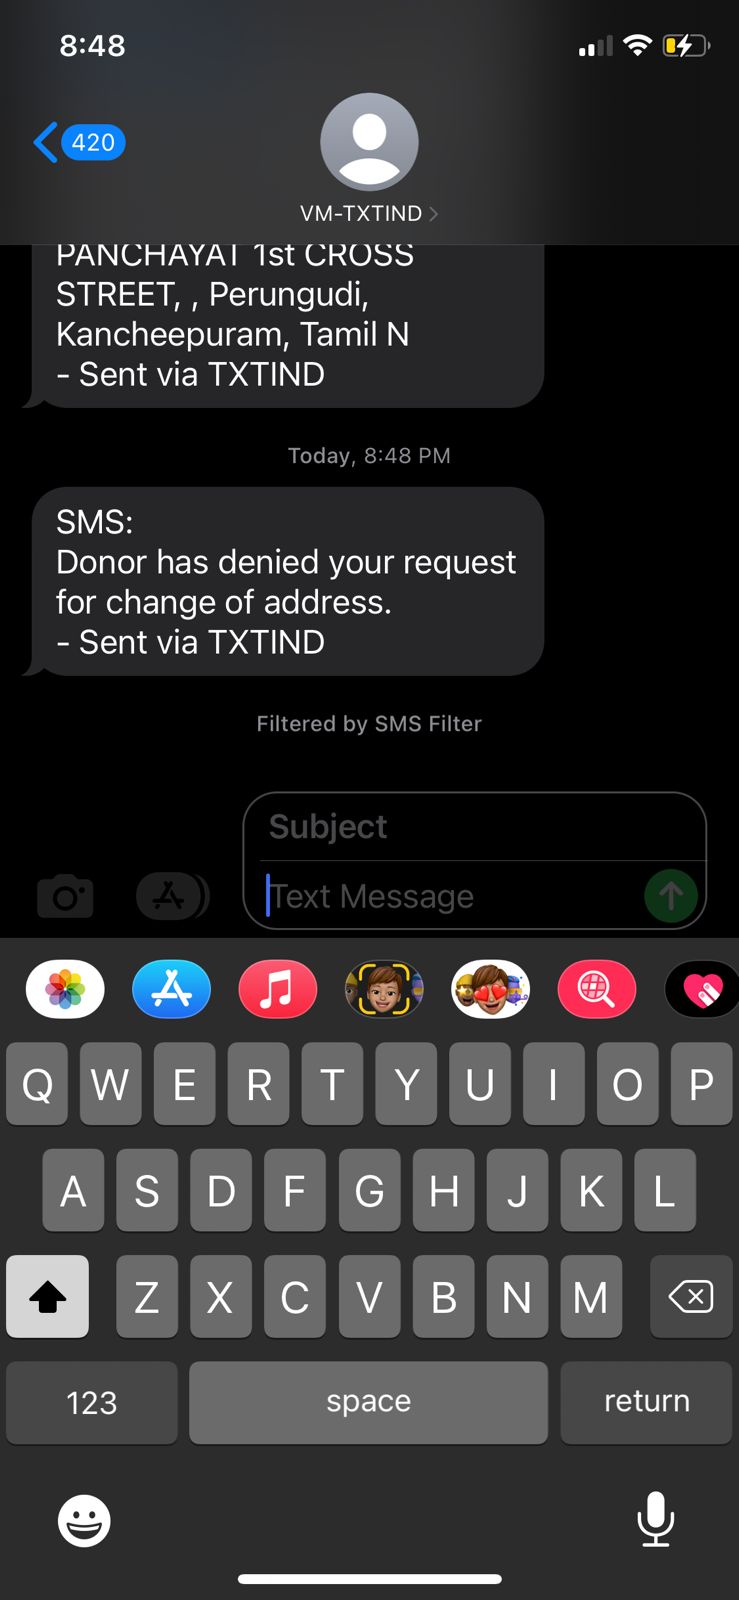 8:48
420
VM-TXTIND
PANCHAYAT 1st CROSS
STREET, , Perungudi,
Kancheepuram, Tamil N
- Sent via TXTIND
Today, 8:48 PM
SMS:
Donor has denied your request
for change of address.
- Sent via TXTIND
Filtered by SMS Filter
Subject
Text Message
Q W E R T Y U I O P
A S D F G H J K L
Z X C V B N M
123 space return